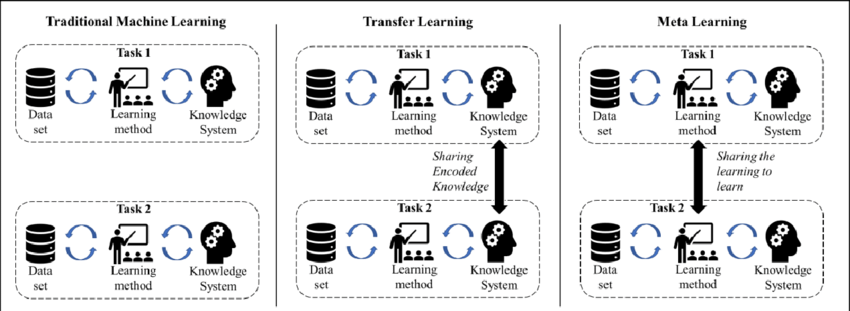 Traditional Machine Learning
Task 1
Data
set
Learning
method
Knowledge
System
Task 2
Data
set
Learning
method
Knowledge
System
Transfer Learning
Task 1
Data
set
Learning
method
Knowledge
System
Sharing
Encoded
Knowledge
Task 2
Data
set
Learning
method
Knowledge
System
Meta Learning
Task 1
Data
set
Learning
method
Knowledge
System
Sharing the
learning to
learn
Task 2
Data
set
Learning
method
Knowledge
System